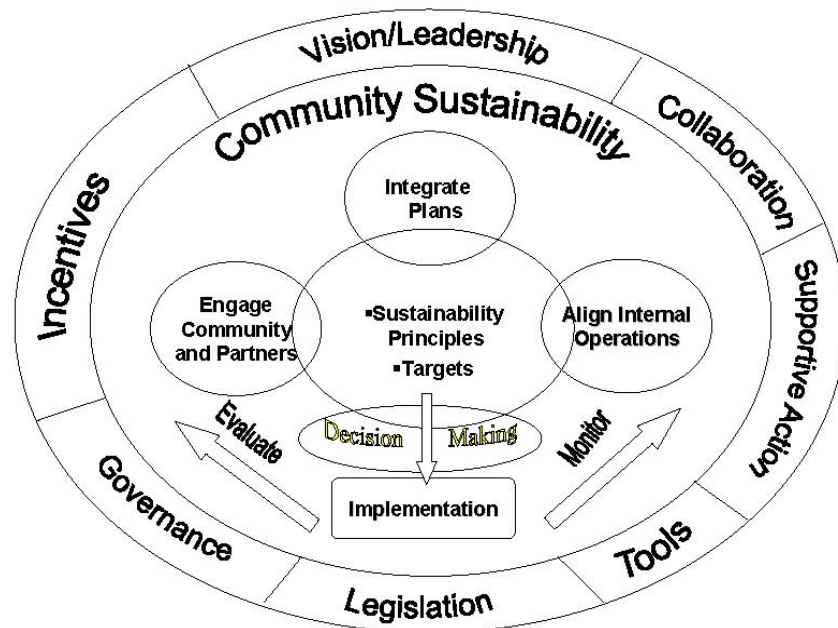 Vision/Leadership
Collaboration
Supportive Action
Tools
Legislation
Governance
Incentives
Community Sustainability
Integrate
Plans
Engage
Community
and Partners
▪Sustainability
Principles
▪Targets
Align Internal
Operations
Evaluate
Decision Making
Monitor
Implementation